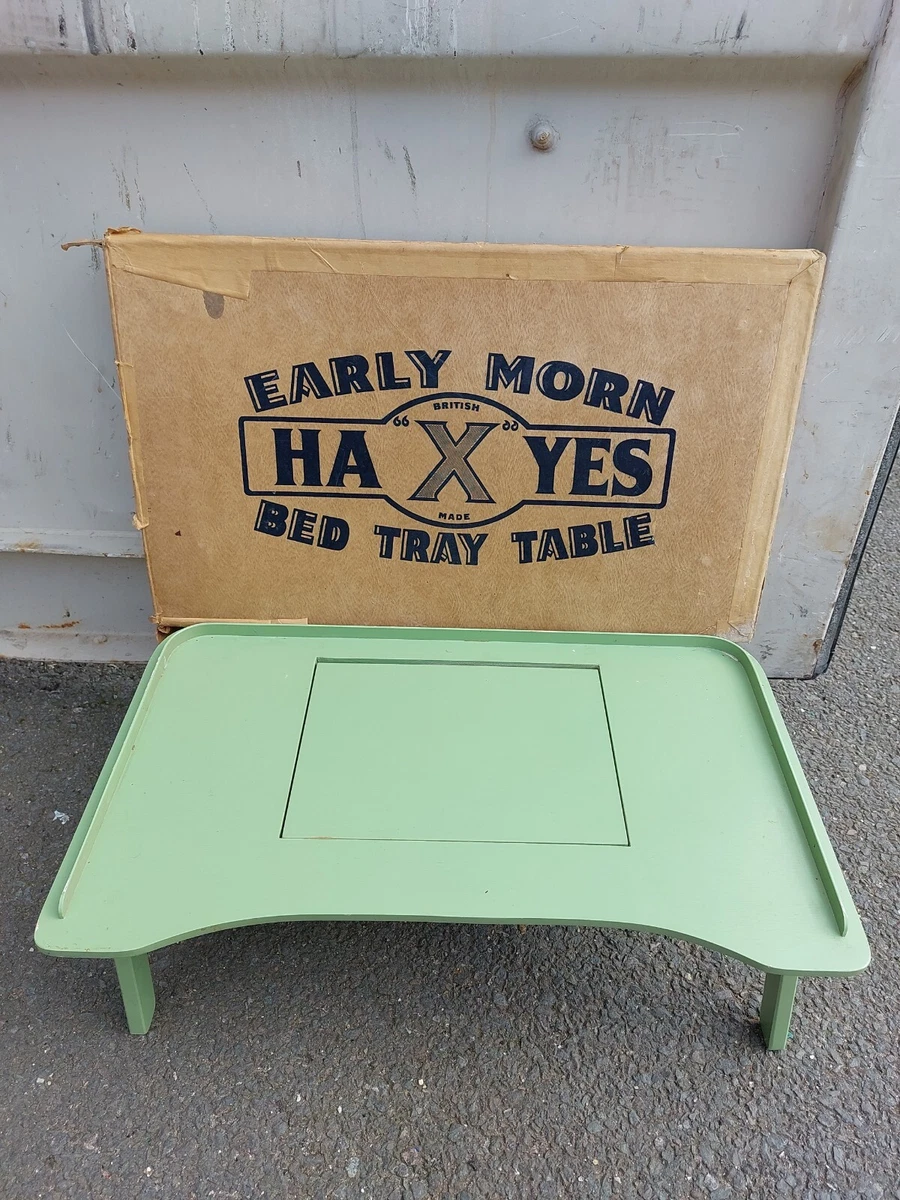 EARLY MORN
BRITISH
HA "X" YES
MADE
BED TRAY TABLE